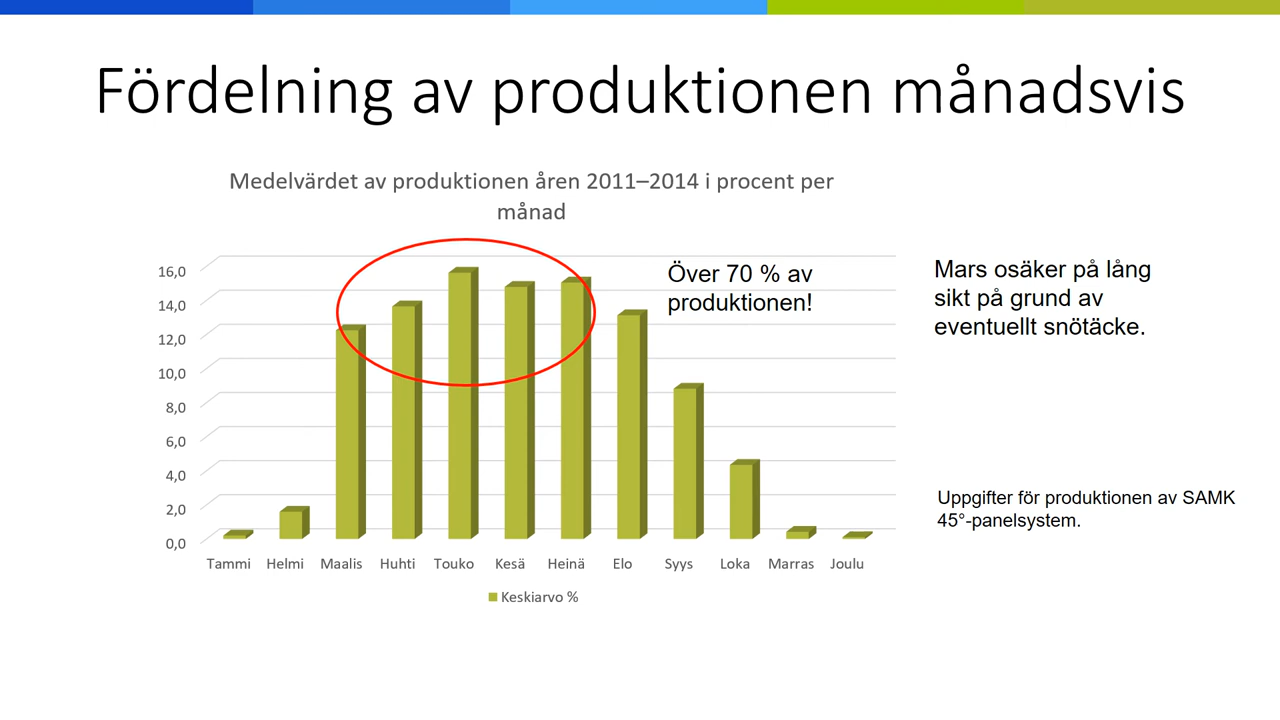 Fördelning av produktionen månadsvis
Medelvärdet av produktionen åren 2011–2014 i procent per
månad
Över 70 % av
produktionen!
Mars osäker på lång
sikt på grund av
eventuellt snötäcke.
16,0
14,0
12,0
10,0
8,0
6,0
4,0
2,0
0,0
Tammi Helmi Maalis Huhti Touko Kesä Heinä Elo Syys Loka Marras Joulu
Keskiarvo %
Uppgifter för produktionen av SAMK
45°-panelsystem.